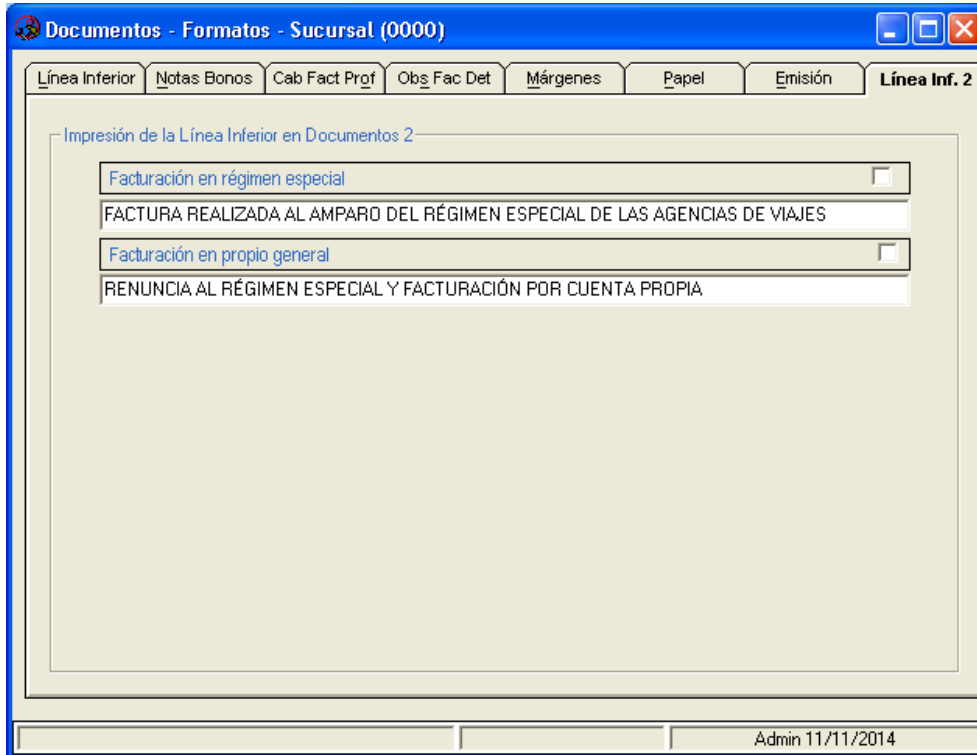 Documentos - Formatos - Sucursal (0000)
Línea Inferior Notas Bonos Cab Fact Prof Obs Fac Det Márgenes Papel Emisión Línea Inf. 2
Impresión de la Línea Inferior en Documentos 2
Facturación en régimen especial
FACTURA REALIZADA AL AMPARO DEL RÉGIMEN ESPECIAL DE LAS AGENCIAS DE VIAJES
Facturación en propio general
RENUNCIA AL RÉGIMEN ESPECIAL Y FACTURACIÓN POR CUENTA PROPIA
Admin 11/11/2014